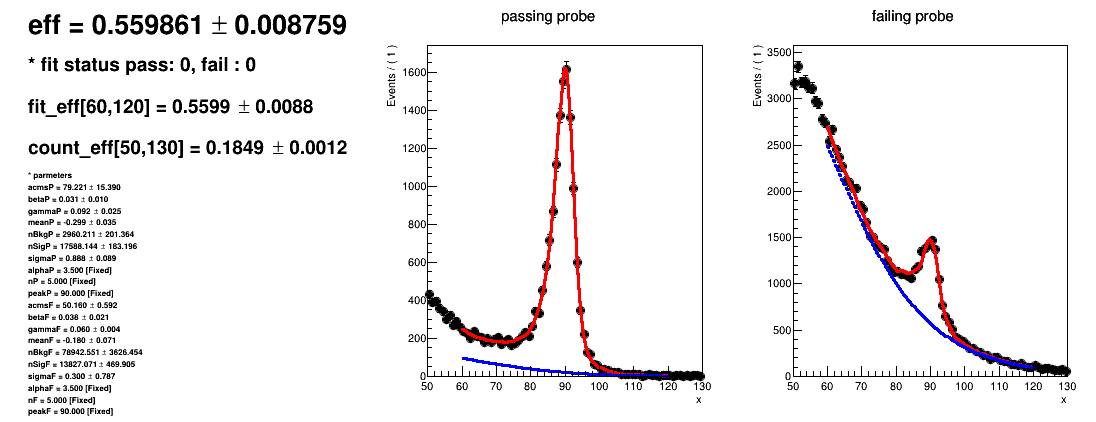 eff = 0.559861 ± 0.008759
* fit status pass: 0, fail : 0
fit_eff[60,120] = 0.5599 ± 0.0088
count_eff[50,130] = 0.1849 ± 0.0012
* parmeters
acmsP = 79.221 ± 15.390
betaP = 0.031 ± 0.010
gammaP = 0.092 ± 0.025
meanP = -0.299 ± 0.035
nBkgP = 2960.211 ± 201.364
nSigP = 17588.144 ± 183.196
sigmaP = 0.888 ± 0.089
alphaP = 3.500 [Fixed]
nP = 5.000 [Fixed]
peakP = 90.000 [Fixed]
acmsF = 50.160 ± 0.592
betaF = 0.038 ± 0.021
gammaF = 0.060 ± 0.004
meanF = -0.180 ± 0.071
nBkgF = 78942.551 ± 3626.454
nSigF = 13827.071 ± 469.905
sigmaF = 0.300 ± 0.787
alphaF = 3.500 [Fixed]
nF = 5.000 [Fixed]
peakF = 90.000 [Fixed]
passing probe
Events / ( 1 )
1600
1400
1200
1000
800
600
400
200
0
50 60 70 80 90 100 110 120 130
x
failing probe
Events / ( 1 )
3500
3000
2500
2000
1500
1000
500
0
50 60 70 80 90 100 110 120 130
x